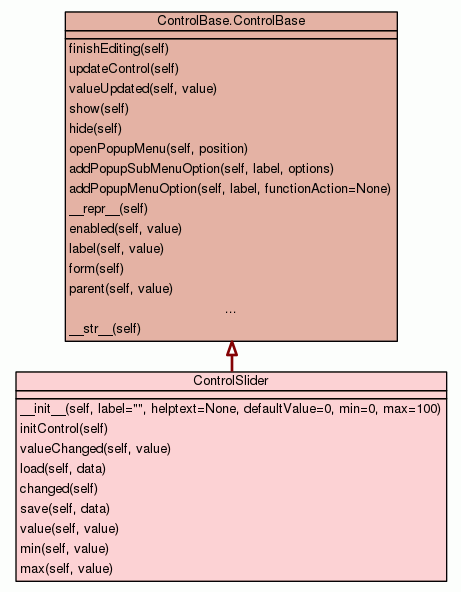 ControlBase.ControlBase
finishEditing(self)
updateControl(self)
valueUpdated(self, value)
show(self)
hide(self)
openPopupMenu(self, position)
addPopupSubMenuOption(self, label, options)
addPopupMenuOption(self, label, functionAction=None)
__repr__(self)
enabled(self, value)
label(self, value)
form(self)
parent(self, value)
...
__str__(self)
ControlSlider
__init__(self, label="", helptext=None, defaultValue=0, min=0, max=100)
initControl(self)
valueChanged(self, value)
load(self, data)
changed(self)
save(self, data)
value(self, value)
min(self, value)
max(self, value)